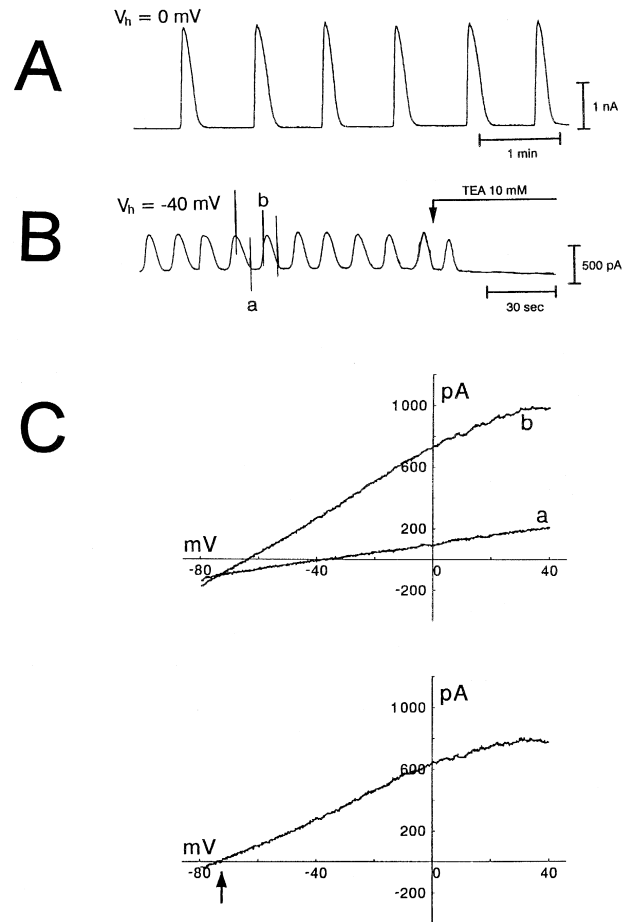 A
Vh = 0 mV
1 nA
1 min
B
Vh = -40 mV
b
TEA 10 mM
a
500 pA
30 sec
C
pA
1000
b
600
a
200
mV
-80 -40 0 40
-200
pA
1000
600
200
mV
-80 -40 0 40
-200